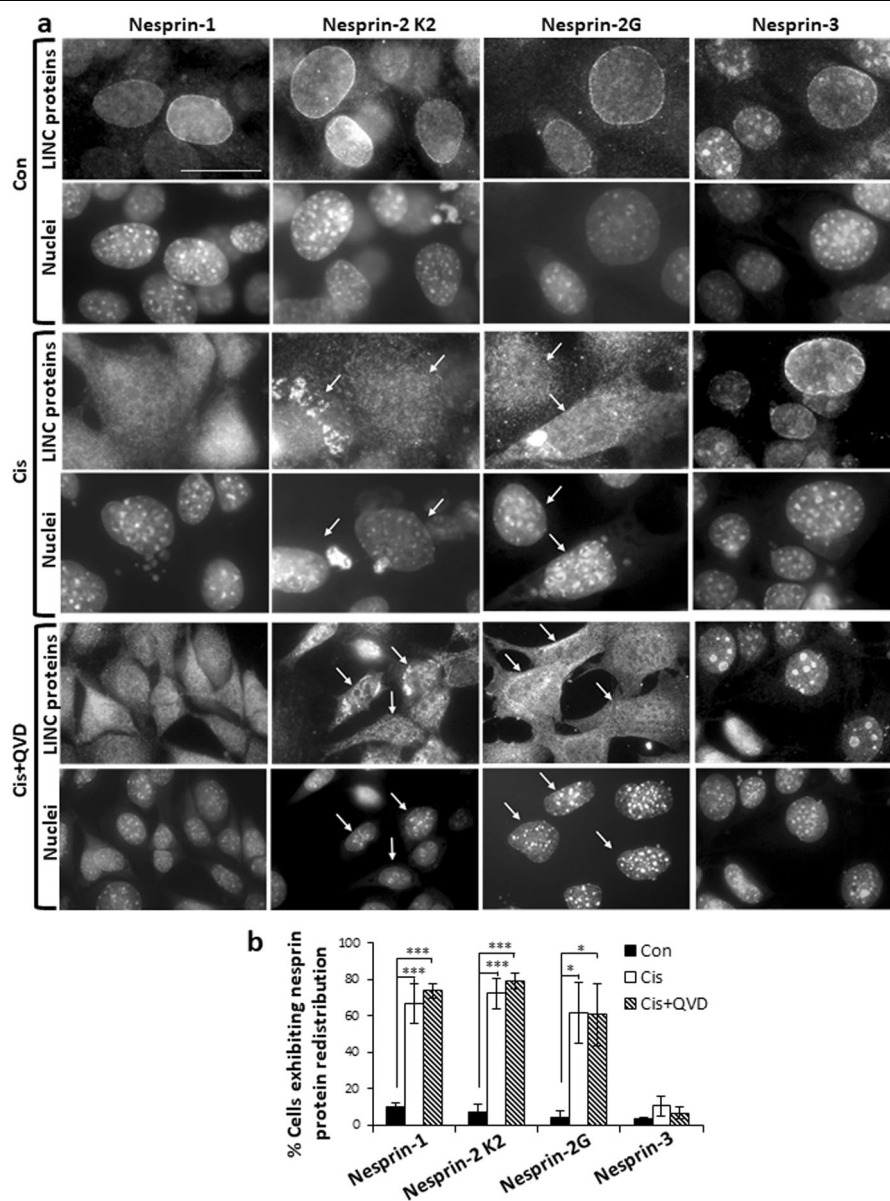 a
Nesprin-1 Nesprin-2 K2 Nesprin-2G Nesprin-3
Con
LINC proteins
Nuclei
Cis
LINC proteins
Nuclei
Cis+QVD
LINC proteins
Nuclei
b
% Cells exhibiting nesprin
protein redistribution
100
80
60
40
20
0
*** *** *
*** *** *
Con
Cis
Cis+QVD
Nesprin-1 Nesprin-2 K2 Nesprin-2G Nesprin-3